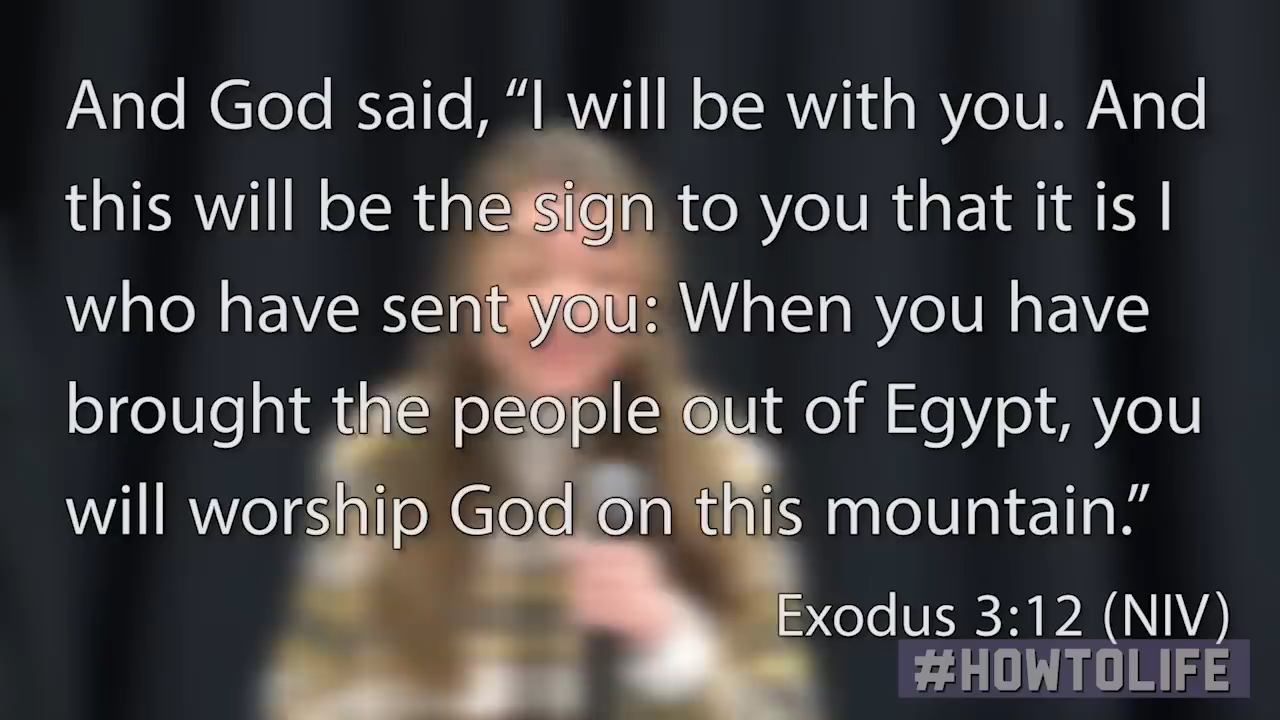 And God said, “I will be with you. And
this will be the sign to you that it is I
who have sent you: When you have
brought the people out of Egypt, you
will worship God on this mountain.”
Exodus 3:12 (NIV)
#HOWTOLIFE